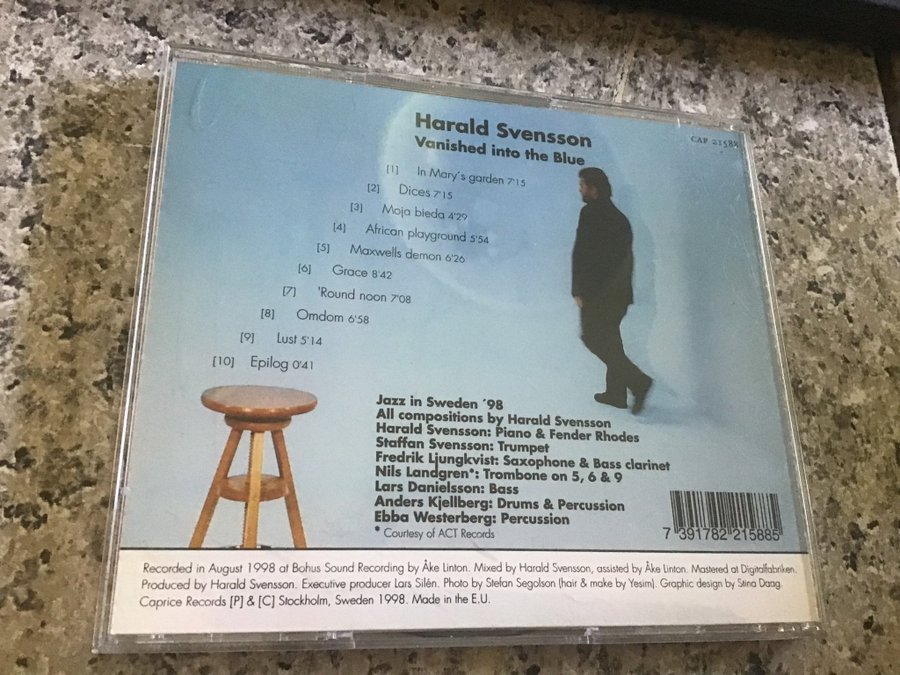 Harald Svensson
Vanished into the Blue
CAP 21588
[1] In Mary's garden 7'15
[2] Dices 7'15
[3] Moja bieda 4'29
[4] African playground 5'54
[5] Maxwells demon 6'26
[6] Grace 8'42
[7] 'Round noon 7'08
[8] Omdom 6'58
[9] Lust 5'14
[10] Epilog 0'41
Jazz in Sweden '98
All compositions by Harald Svensson
Harald Svensson: Piano & Fender Rhodes
Staffan Svensson: Trumpet
Fredrik Ljungkvist: Saxophone & Bass clarinet
Nils Landgren*: Trombone on 5, 6 & 9
Lars Danielsson: Bass
Anders Kjellberg: Drums & Percussion
Ebba Westerberg: Percussion
* Courtesy of ACT Records
7 391782 215885
Recorded in August 1998 at Bohus Sound Recording by Åke Linton. Mixed by Harald Svensson, assisted by Åke Linton. Mastered at Digitalfabriken.
Produced by Harald Svensson. Executive producer Lars Silén. Photo by Stefan Segolson (hair & make by Yesim). Graphic design by Stina Daag.
Caprice Records [P] & [C] Stockholm, Sweden 1998. Made in the E.U.